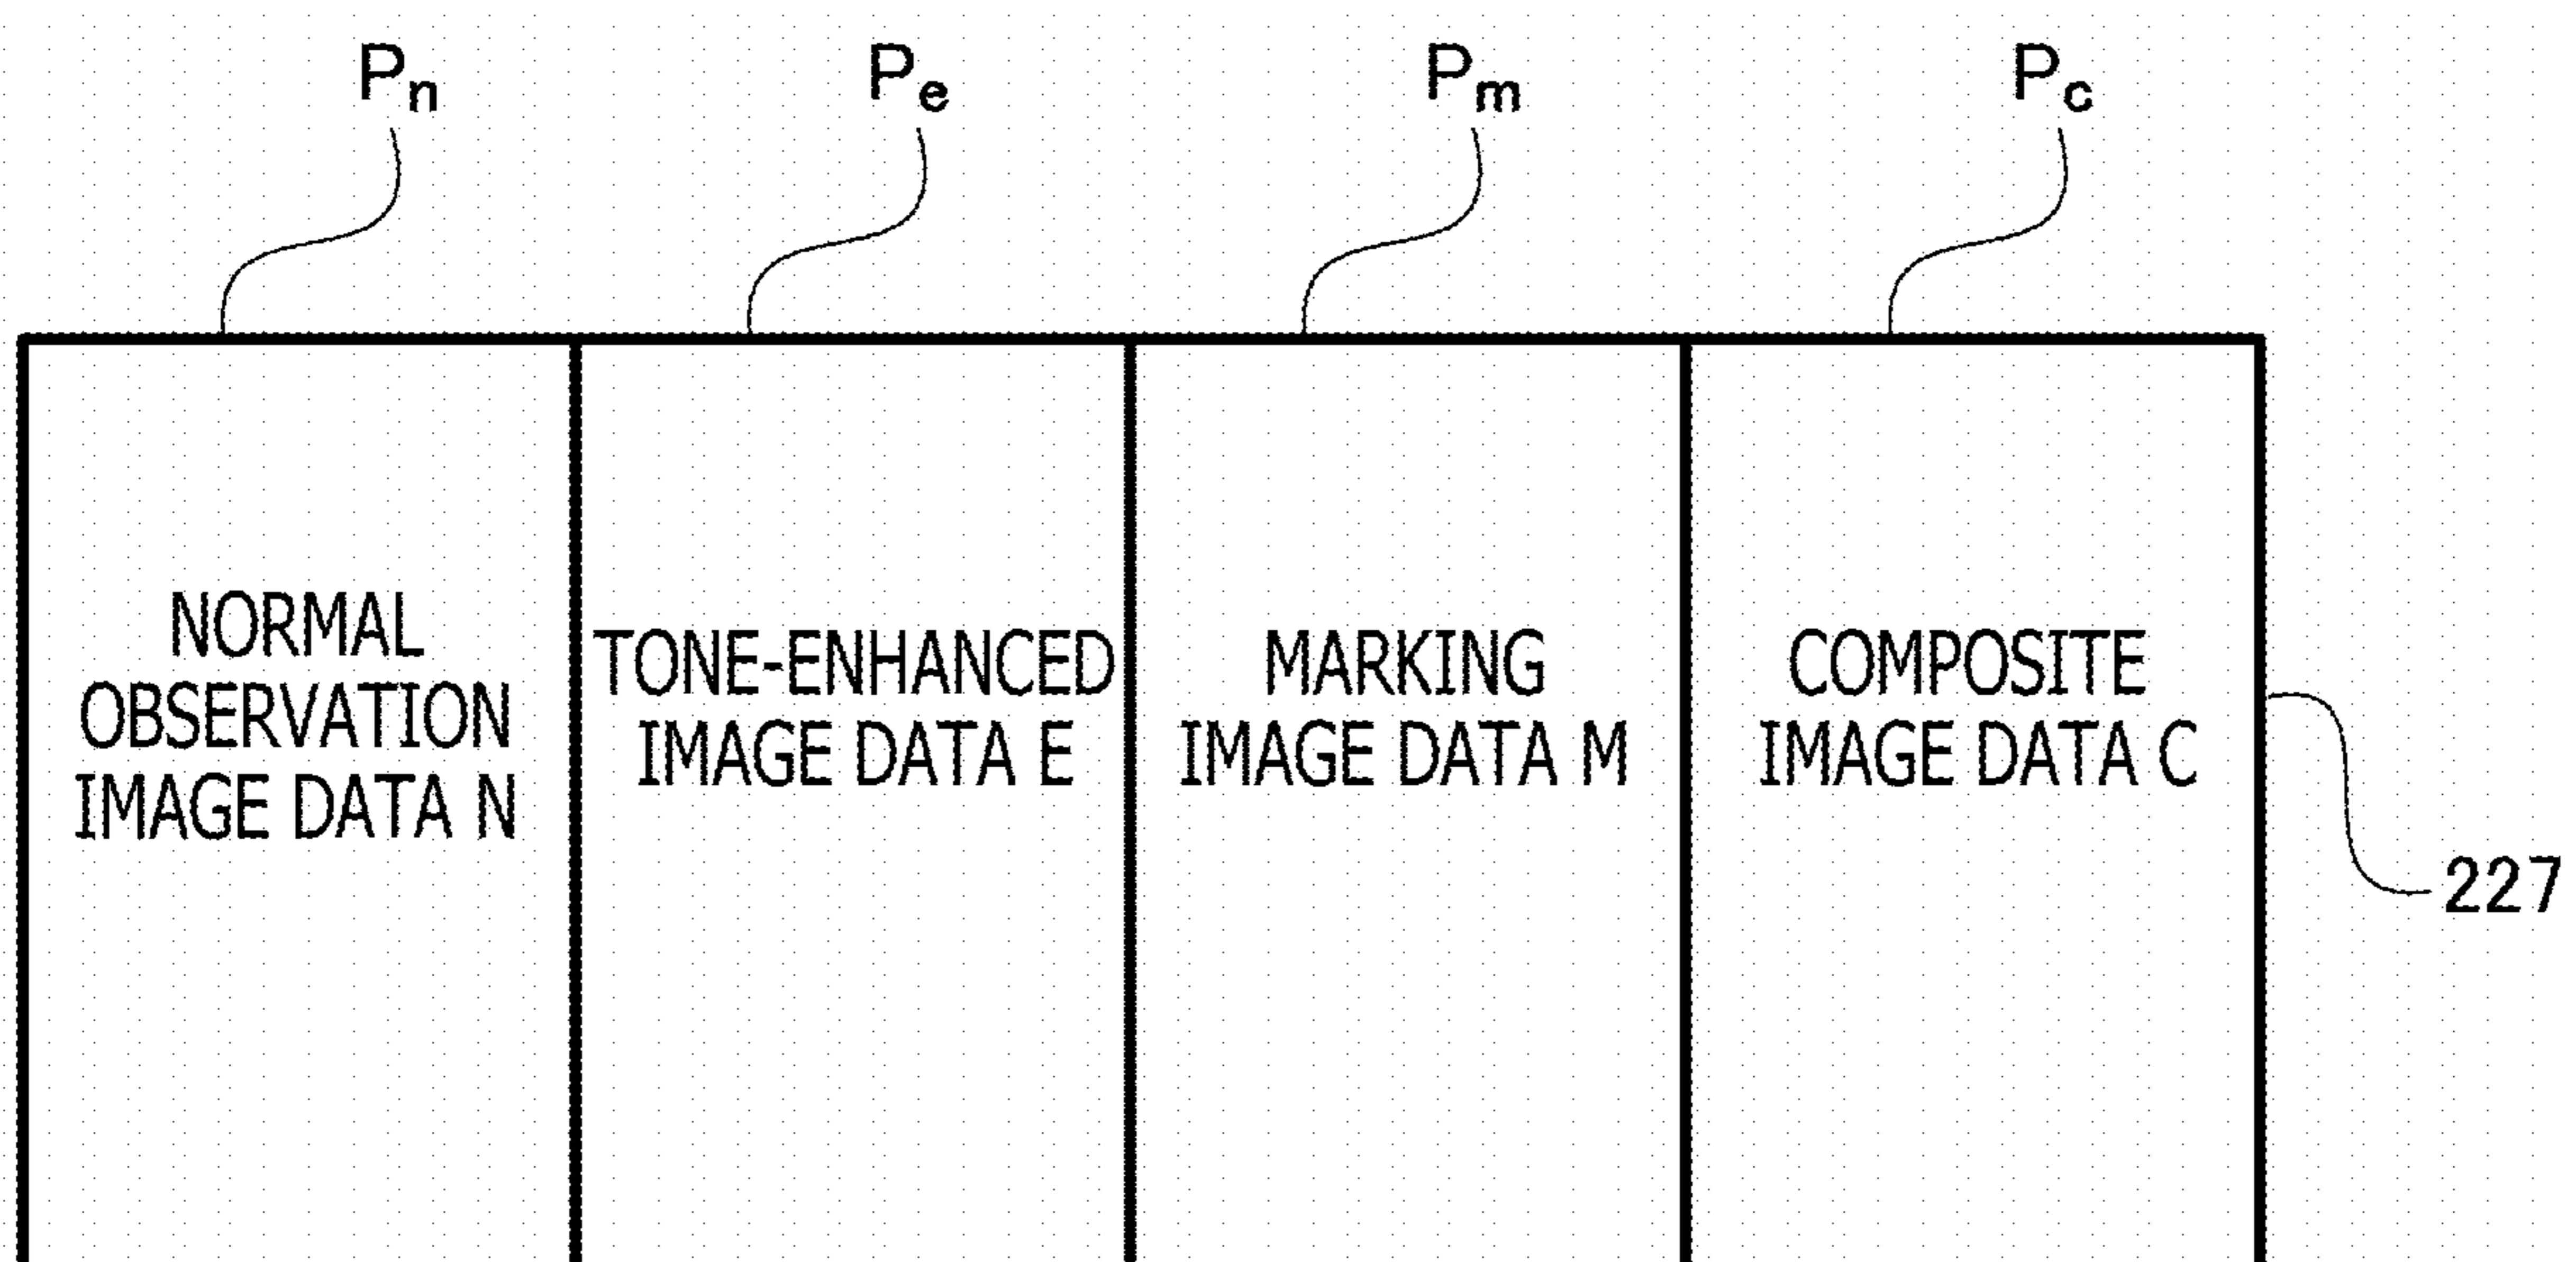 Pn
Pe
Pm
Pc
NORMAL
OBSERVATION
IMAGE DATA N
TONE-ENHANCED
IMAGE DATA E
MARKING
IMAGE DATA M
COMPOSITE
IMAGE DATA C
227